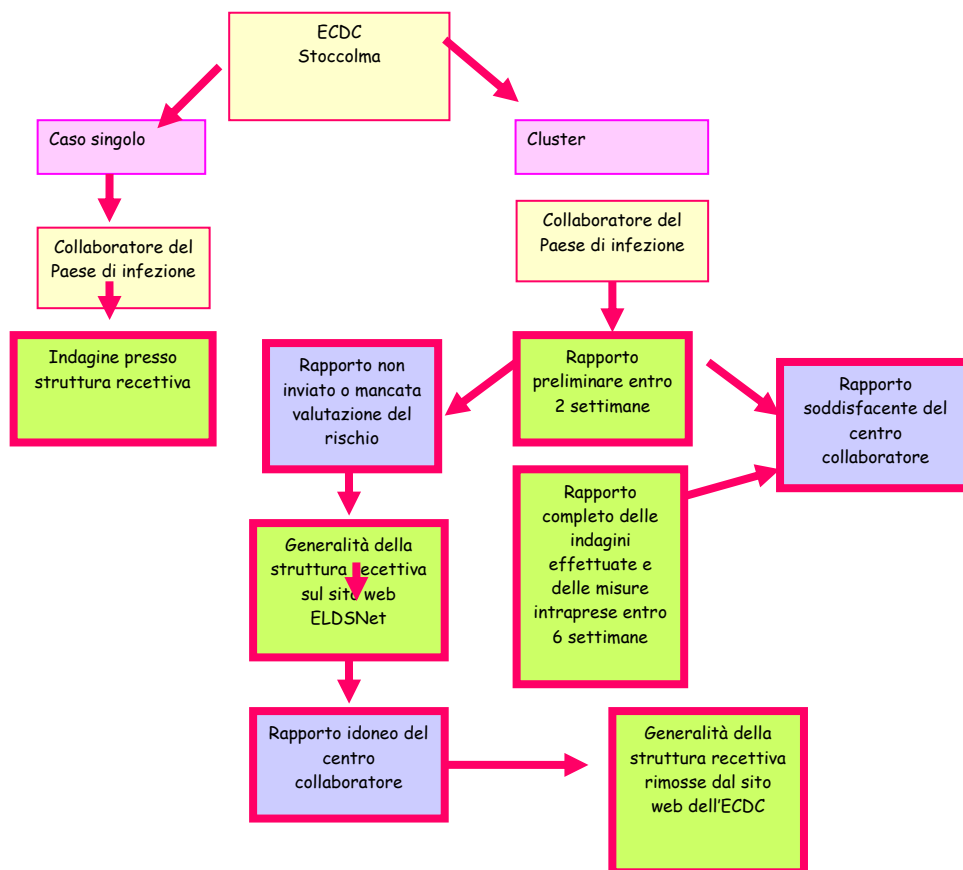 ECDC
Stoccolma
Caso singolo
Cluster
Collaboratore del
Paese di infezione
Collaboratore del
Paese di infezione
Indagine presso
struttura recettiva
Rapporto non
inviato o mancata
valutazione del
rischio
Rapporto
preliminare entro
2 settimane
Rapporto
soddisfacente del
centro
collaboratore
Rapporto
completo delle
indagini
effettuate e
delle misure
intraprese entro
6 settimane
Generalità della
struttura recettiva
sul sito web
ELDSNet
Rapporto idoneo del
centro
collaboratore
Generalità della
struttura recettiva
rimosse dal sito
web dell'ECDC